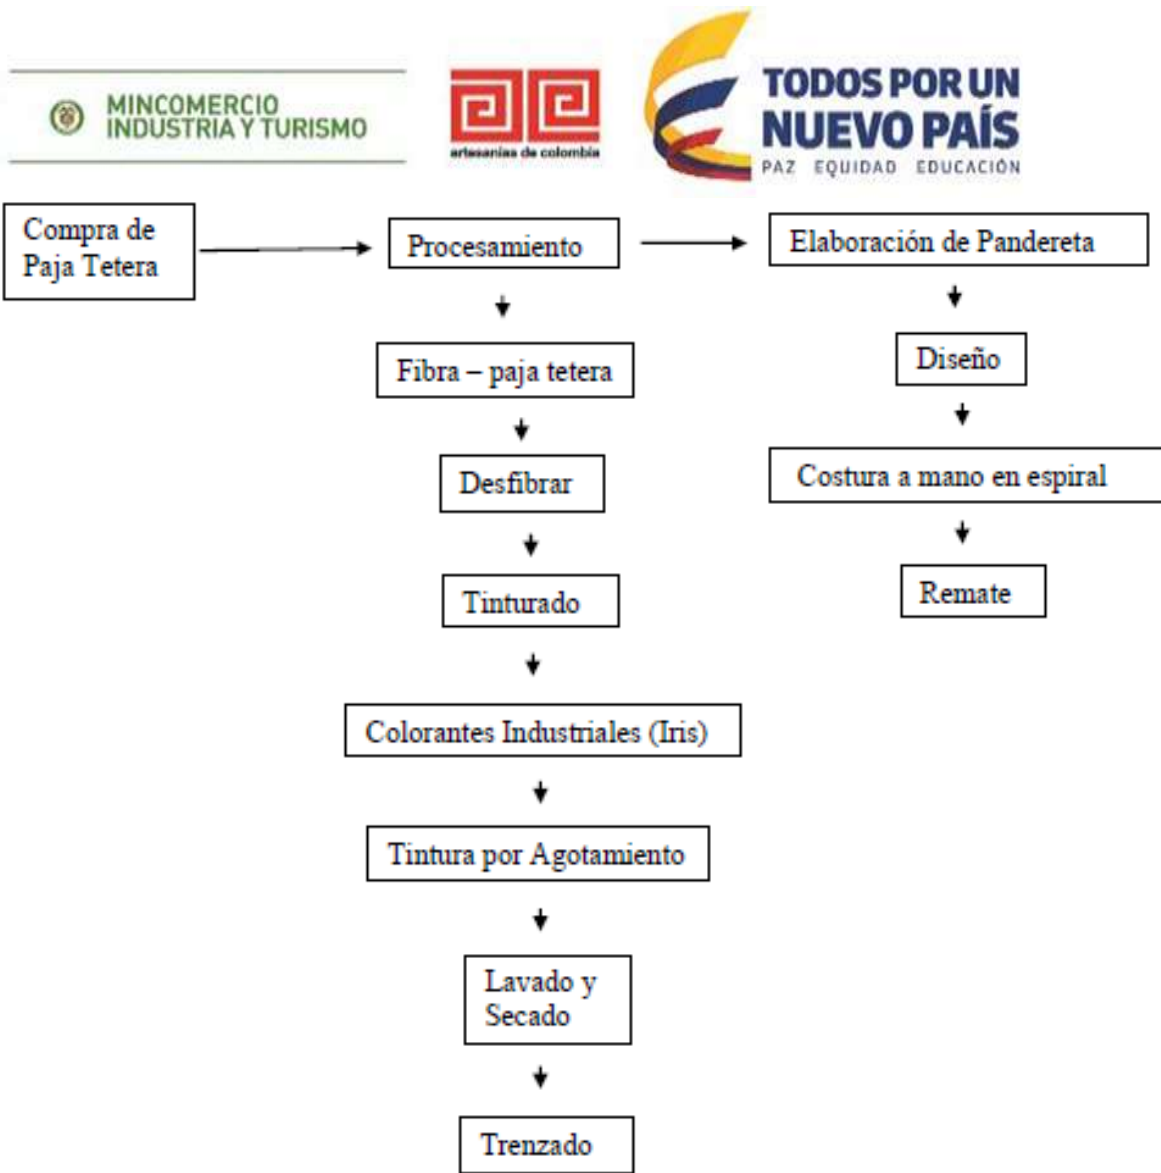 MINCOMERCIO
INDUSTRIA Y TURISMO
artesanías de colombia
TODOS POR UN
NUEVO PAÍS
PAZ EQUIDAD EDUCACIÓN
Compra de
Paja Tetera
Procesamiento
Elaboración de Pandereta
Fibra – paja tetera
Diseño
Desfibrar
Costura a mano en espiral
Tinturado
Remate
Colorantes Industriales (Iris)
Tintura por Agotamiento
Lavado y
Secado
Trenzado